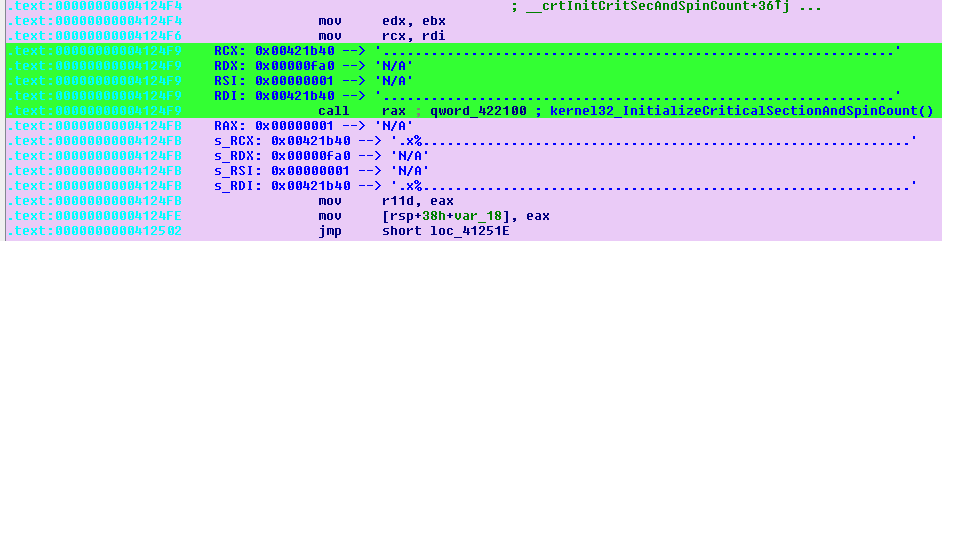 .text:00000000004124F4 ; __crtInitCritSecAndSpinCount+36↑j ...
.text:00000000004124F4 mov edx, ebx
.text:00000000004124F6 mov rcx, rdi
.text:00000000004124F9 RCX: 0x00421b40 --> '................................................................'
.text:00000000004124F9 RDX: 0x00000fa0 --> 'N/A'
.text:00000000004124F9 RSI: 0x00000001 --> 'N/A'
.text:00000000004124F9 RDI: 0x00421b40 --> '................................................................'
.text:00000000004124F9 call rax ; qword_422100 ; kernel32_InitializeCriticalSectionAndSpinCount()
.text:00000000004124FB RAX: 0x00000001 --> 'N/A'
.text:00000000004124FB s_RCX: 0x00421b40 --> '.x%.............................................................'
.text:00000000004124FB s_RDX: 0x00000fa0 --> 'N/A'
.text:00000000004124FB s_RSI: 0x00000001 --> 'N/A'
.text:00000000004124FB s_RDI: 0x00421b40 --> '.x%.............................................................'
.text:00000000004124FB mov r11d, eax
.text:00000000004124FE mov [rsp+38h+var_18], eax
.text:0000000000412502 jmp short loc_41251E